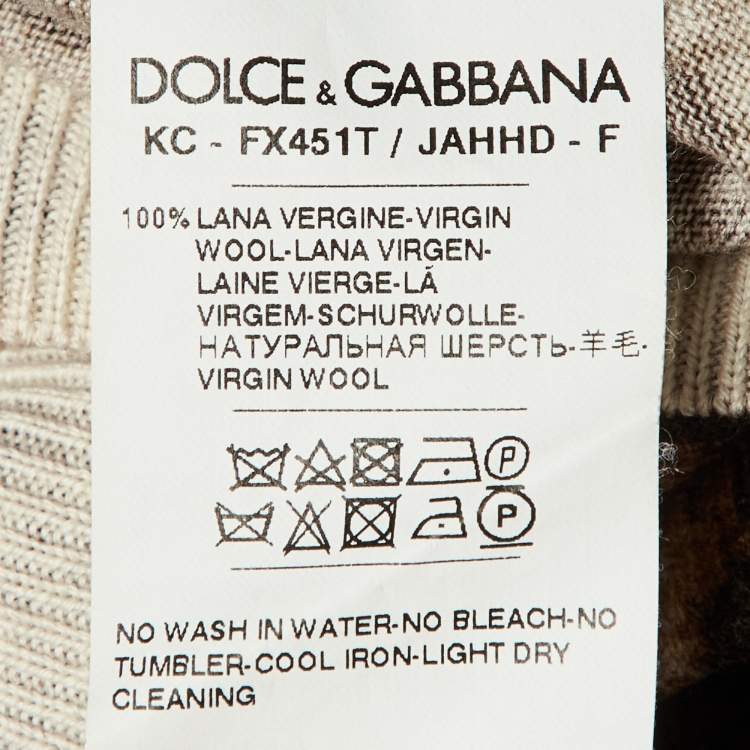 DOLCE & GABBANA
KC - FX451T / JAHHD - F
100% LANA VERGINE-VIRGIN
WOOL-LANA VIRGEN-
LAINE VIERGE-LÃ
VIRGEM-SCHURWOLLE-
НАТУРАЛЬНАЯ ШЕРСТЬ-羊毛-
VIRGIN WOOL
P
P
NO WASH IN WATER-NO BLEACH-NO
TUMBLER-COOL IRON-LIGHT DRY
CLEANING